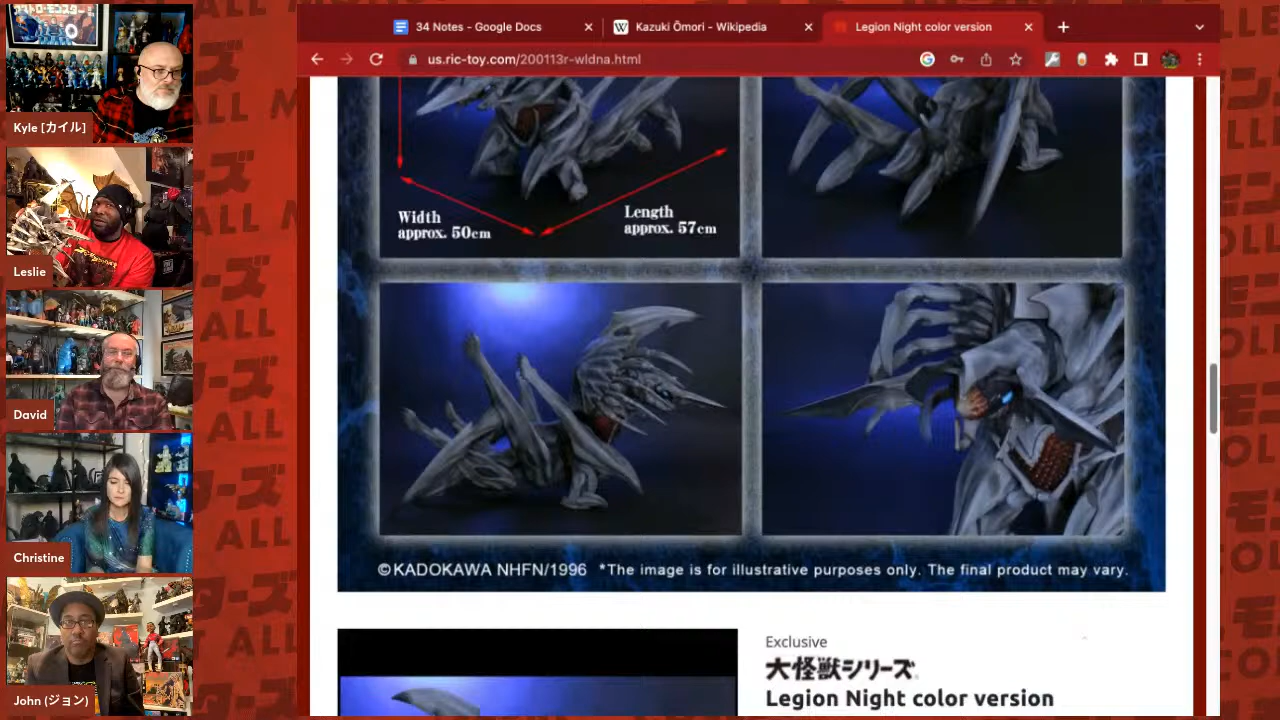 Kyle [カイル]
Leslie
David
Christine
John (ジョン)
34 Notes - Google Docs
Kazuki Ōmori - Wikipedia
Legion Night color version
us.ric-toy.com/200113r-wldna.html
Width
approx. 50cm
Length
approx. 57cm
©KADOKAWA NHFN/1996 *The image is for illustrative purposes only. The final product may vary.
Exclusive
大怪獣シリーズ
Legion Night color version